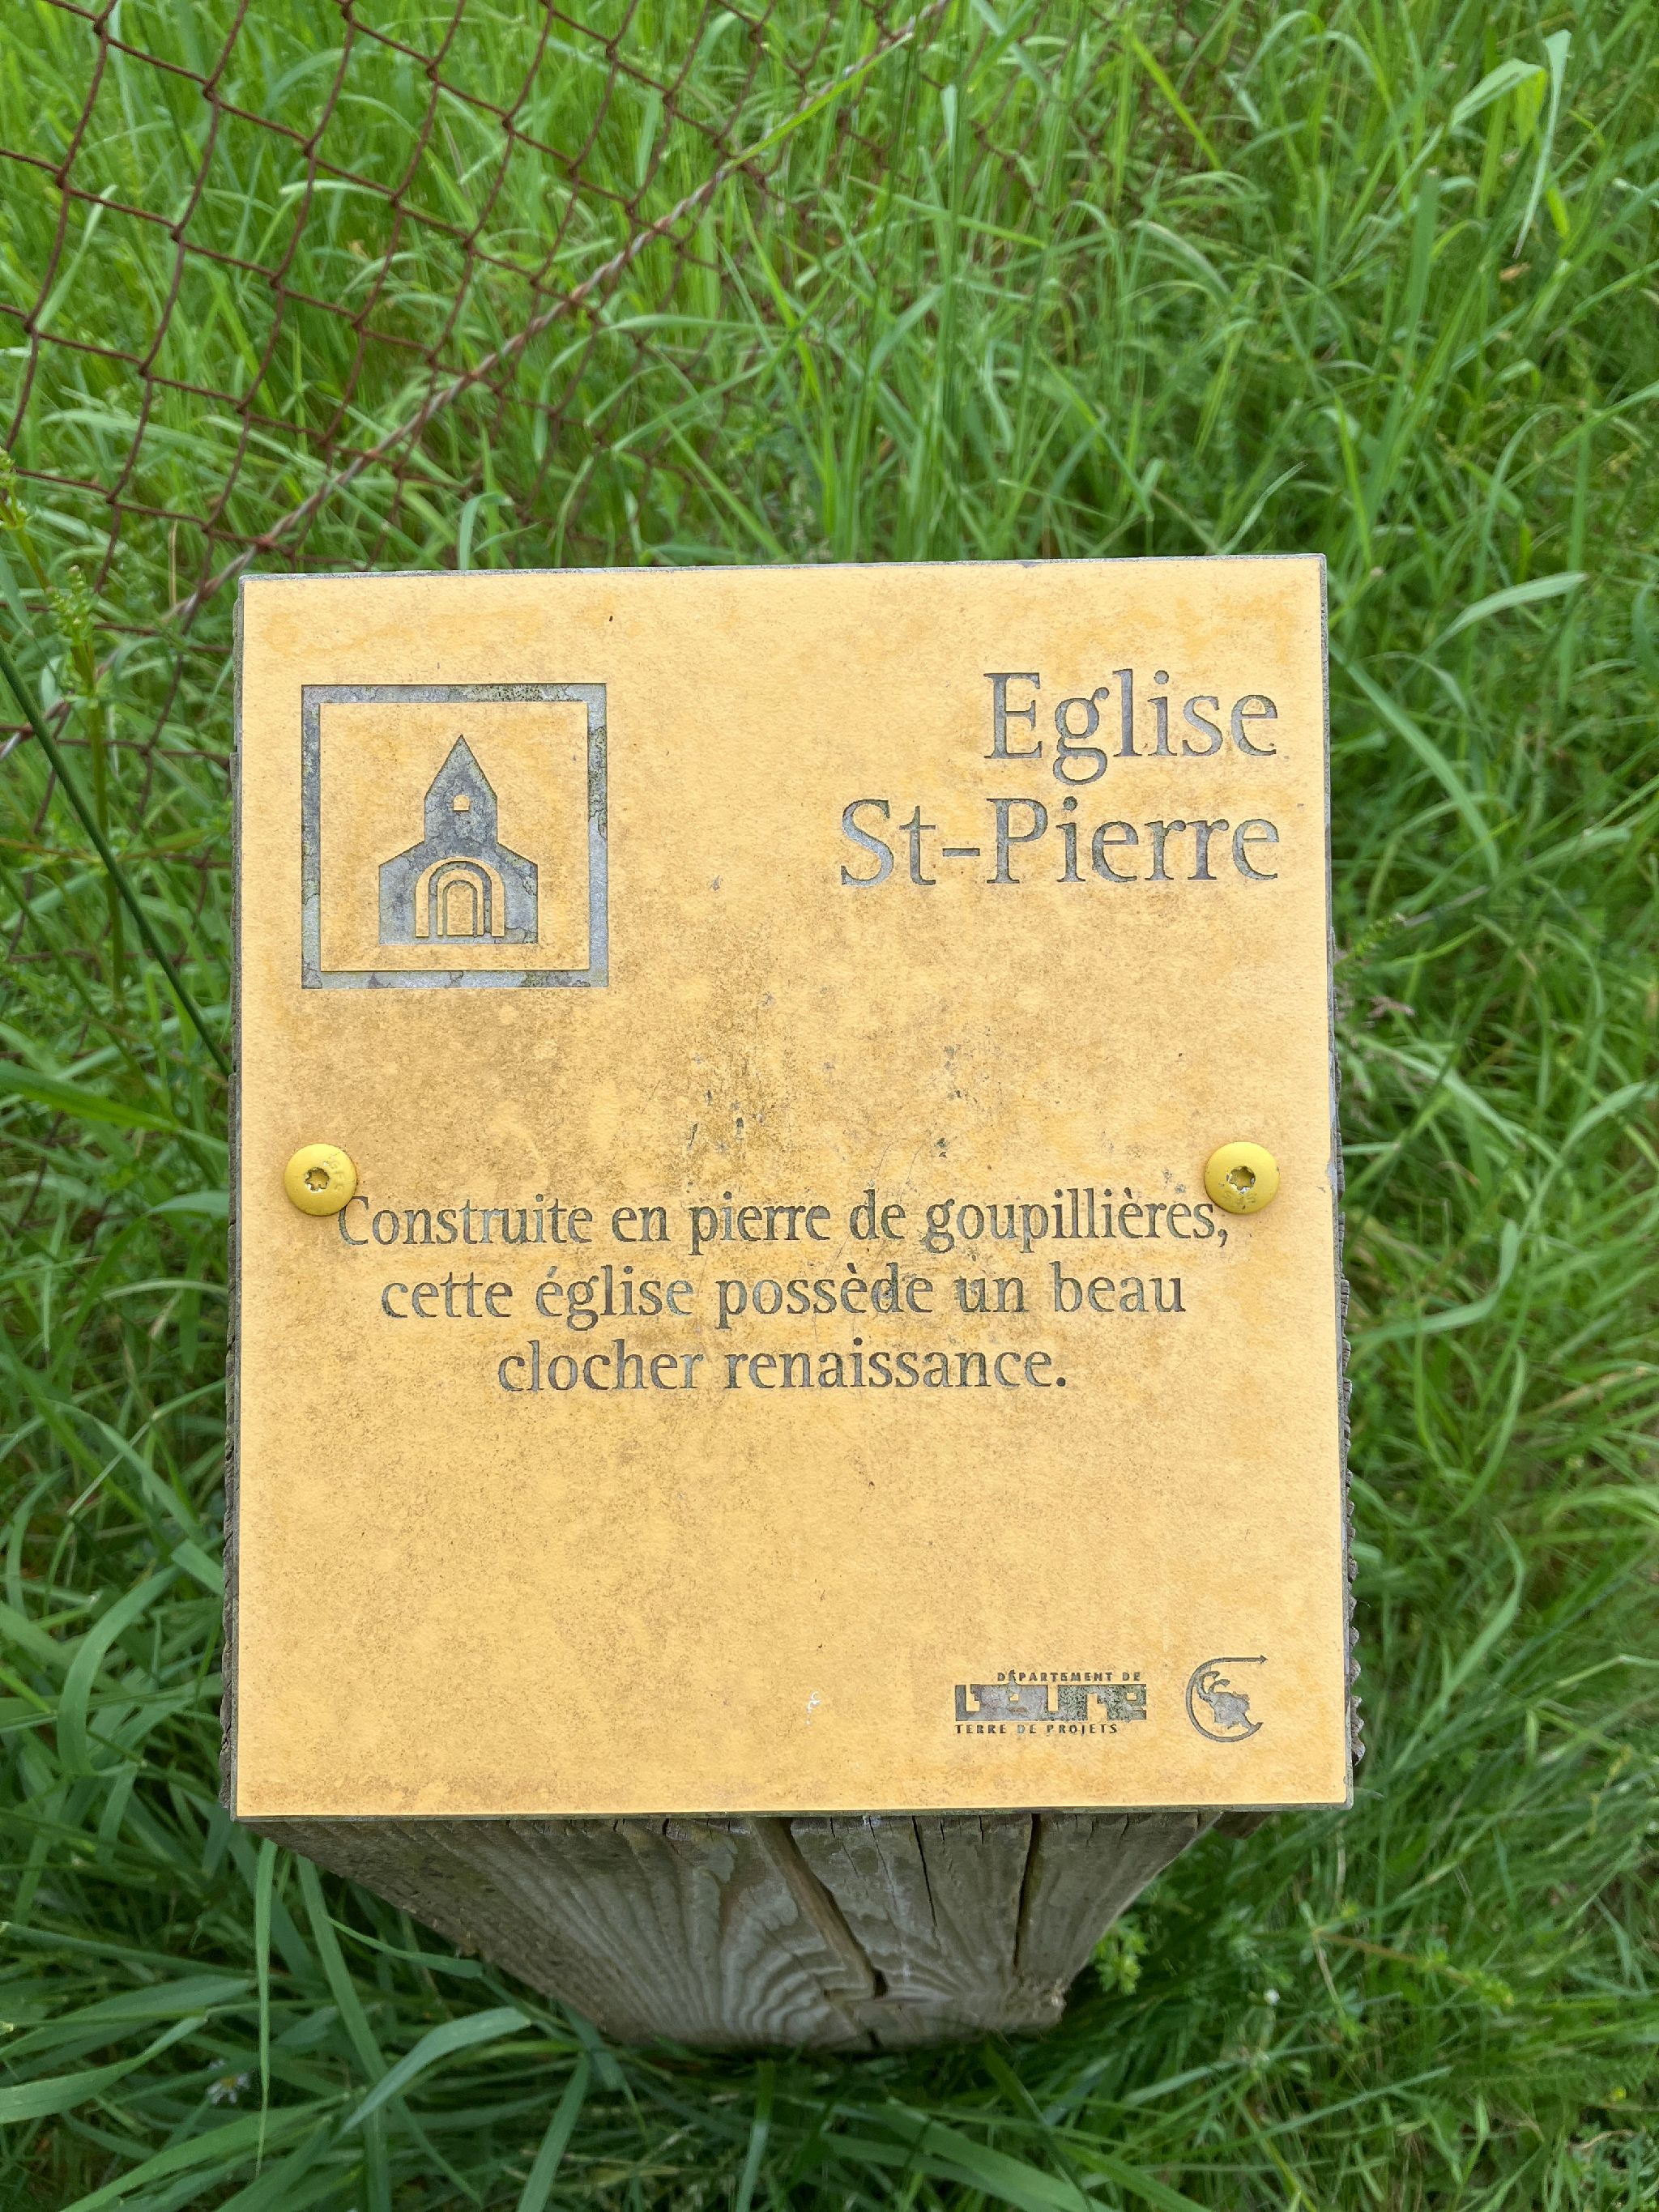 Eglise
St-Pierre
Construite en pierre de goupillières,
cette église possède un beau
clocher renaissance.
DÉPARTEMENT DE
l'eure
TERRE DE PROJETS